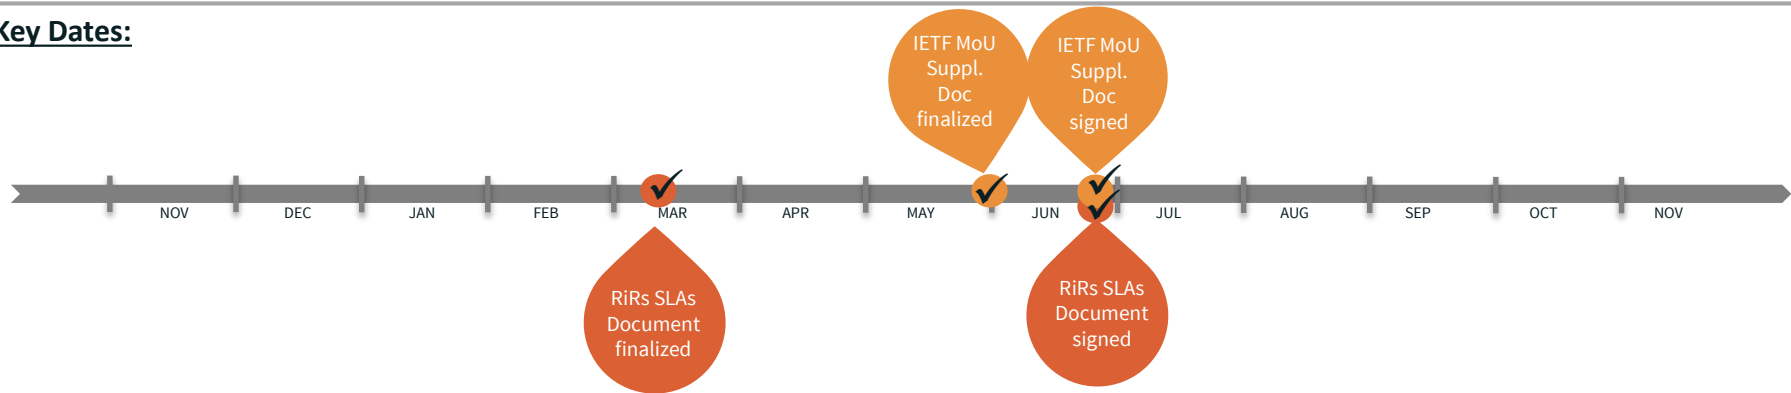 Key Dates:
IETF MoU
Suppl.
Doc
finalized
IETF MoU
Suppl.
Doc
signed
NOV
DEC
JAN
FEB
MAR
APR
MAY
JUN
JUL
AUG
SEP
OCT
NOV
RiRs SLAs
Document
finalized
RiRs SLAs
Document
signed